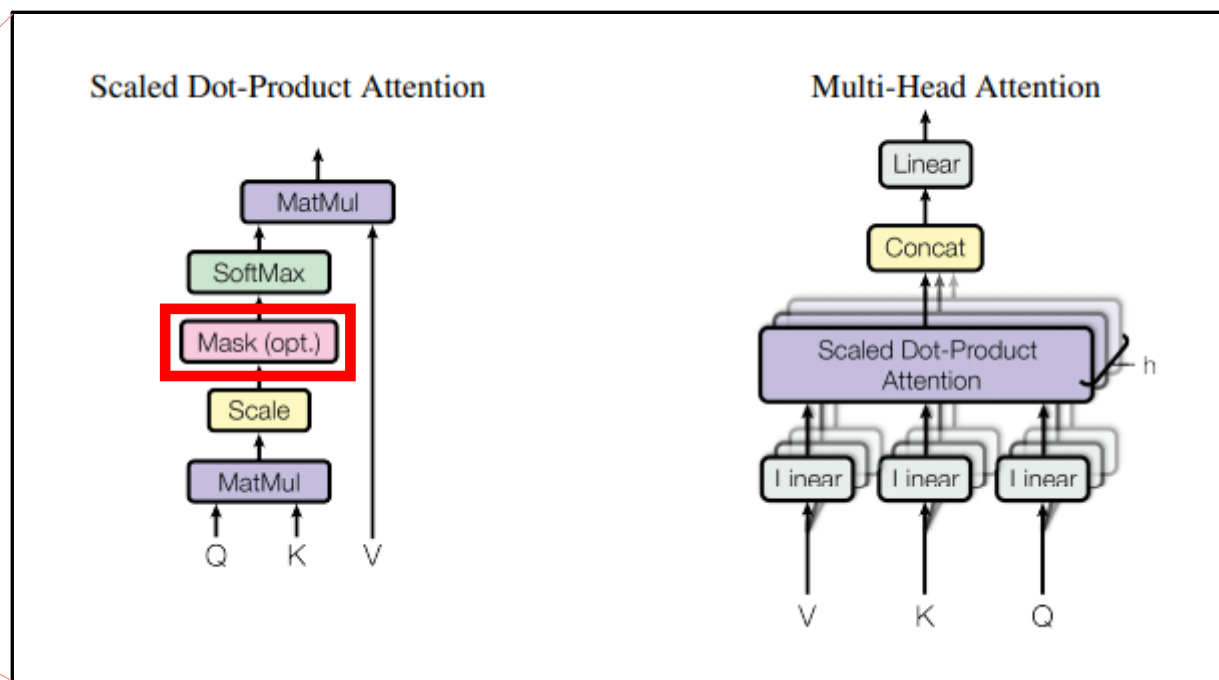 Scaled Dot-Product Attention
MatMul
SoftMax
Mask (opt.)
Scale
MatMul
Q K V
Multi-Head Attention
Linear
Concat
Scaled Dot-Product
Attention
h
Linear Linear Linear
V K Q